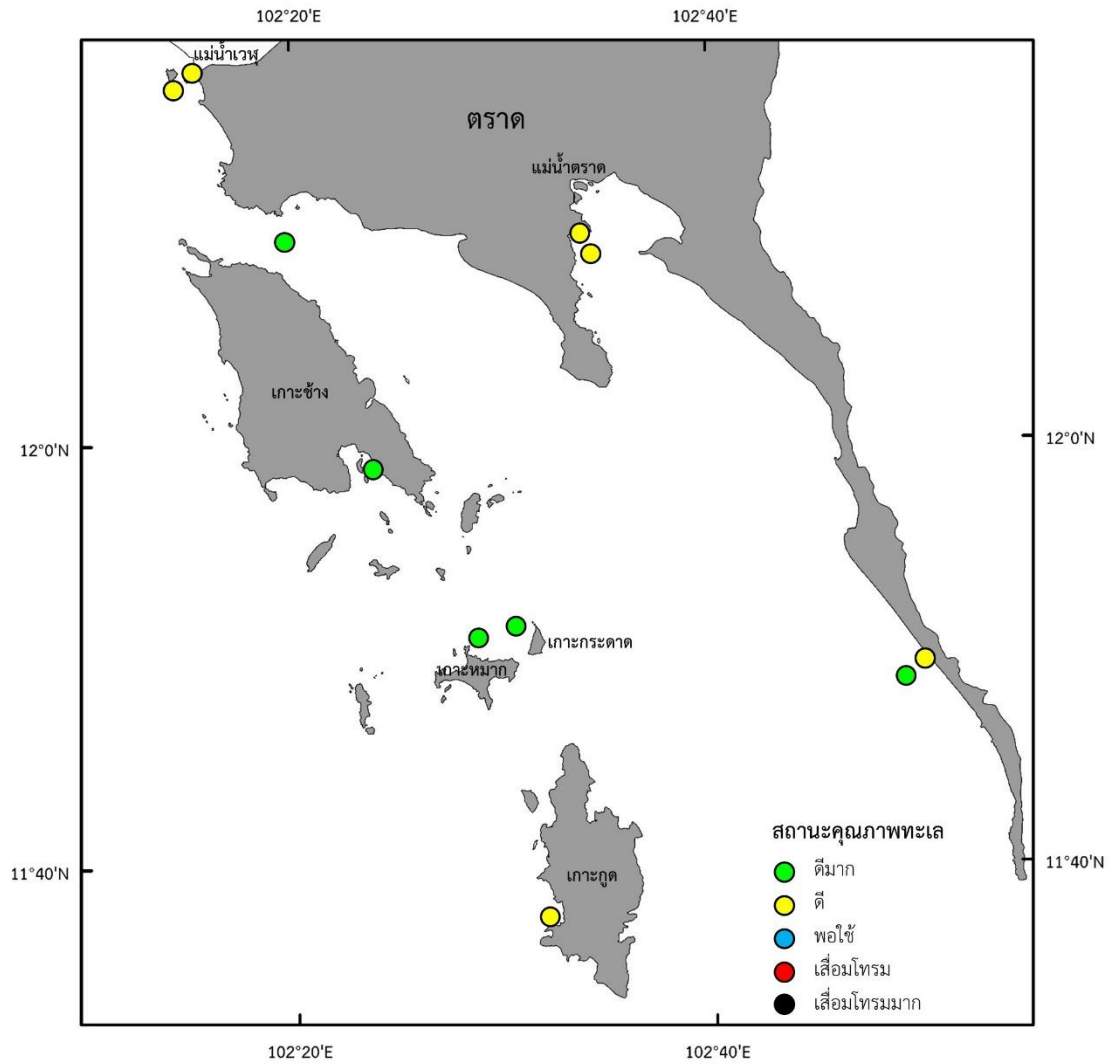 102°20'E
102°40'E
แม่น้ำเวฬุ
ตราด
แม่น้ำตราด
เกาะช้าง
12°0'N
12°0'N
เกาะกระดาด
เกาะหมาก
สถานะคุณภาพทะเล
ดีมาก
ดี
พอใช้
เสื่อมโทรม
เสื่อมโทรมมาก
เกาะกูด
11°40'N
11°40'N
102°20'E
102°40'E